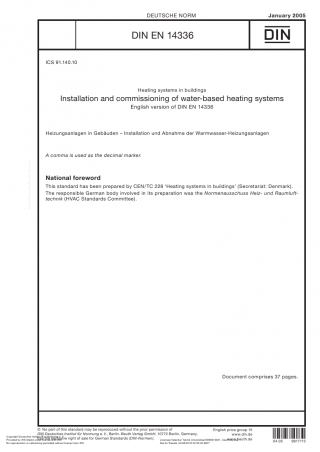 DEUTSCHE NORM
January 2005
DIN EN 14336
DIN
ICS 91.140.10
Heating systems in buildings
Installation and commissioning of water-based heating systems
English version of DIN EN 14336
Heizungsanlagen in Gebäuden – Installation und Abnahme der Warmwasser-Heizungsanlagen
A comma is used as the decimal marker.
National foreword
This standard has been prepared by CEN/TC 228 ‘Heating systems in buildings’ (Secretariat: Denmark).
The responsible German body involved in its preparation was the Normenausschuss Heiz- und Raumluft-
technik (HVAC Standards Committee).
Document comprises 37 pages.
No part of this standard may be reproduced without the prior permission of
DIN Deutsches Institut für Normung e. V., Berlin. Beuth Verlag GmbH, 10772 Berlin, Germany,
right of sale for German Standards (DIN-Normen).
English price group
www.din.de
www.beuth.de